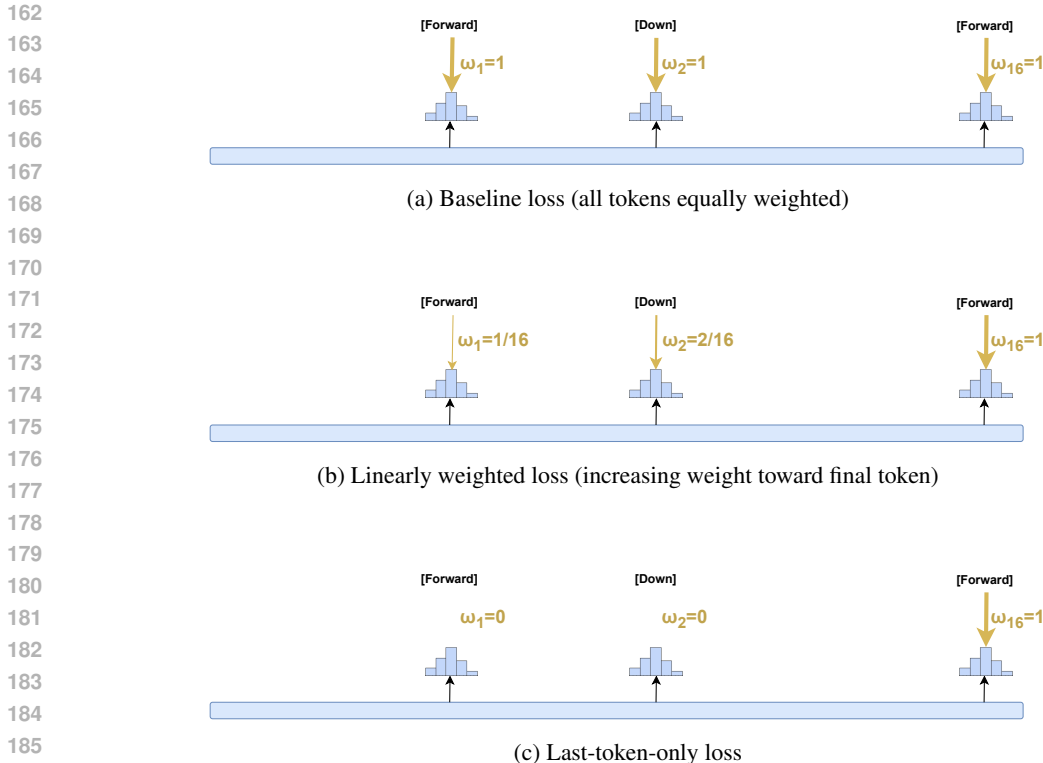 162
163
164
165
166
167
168
169
170
171
172
173
174
175
176
177
178
179
180
181
182
183
184
185
[Forward] [Down] [Forward]
ω1=1 ω2=1 ω16=1
(a) Baseline loss (all tokens equally weighted)
[Forward] [Down] [Forward]
ω1=1/16 ω2=2/16 ω16=1
(b) Linearly weighted loss (increasing weight toward final token)
[Forward] [Down] [Forward]
ω1=0 ω2=0 ω16=1
(c) Last-token-only loss